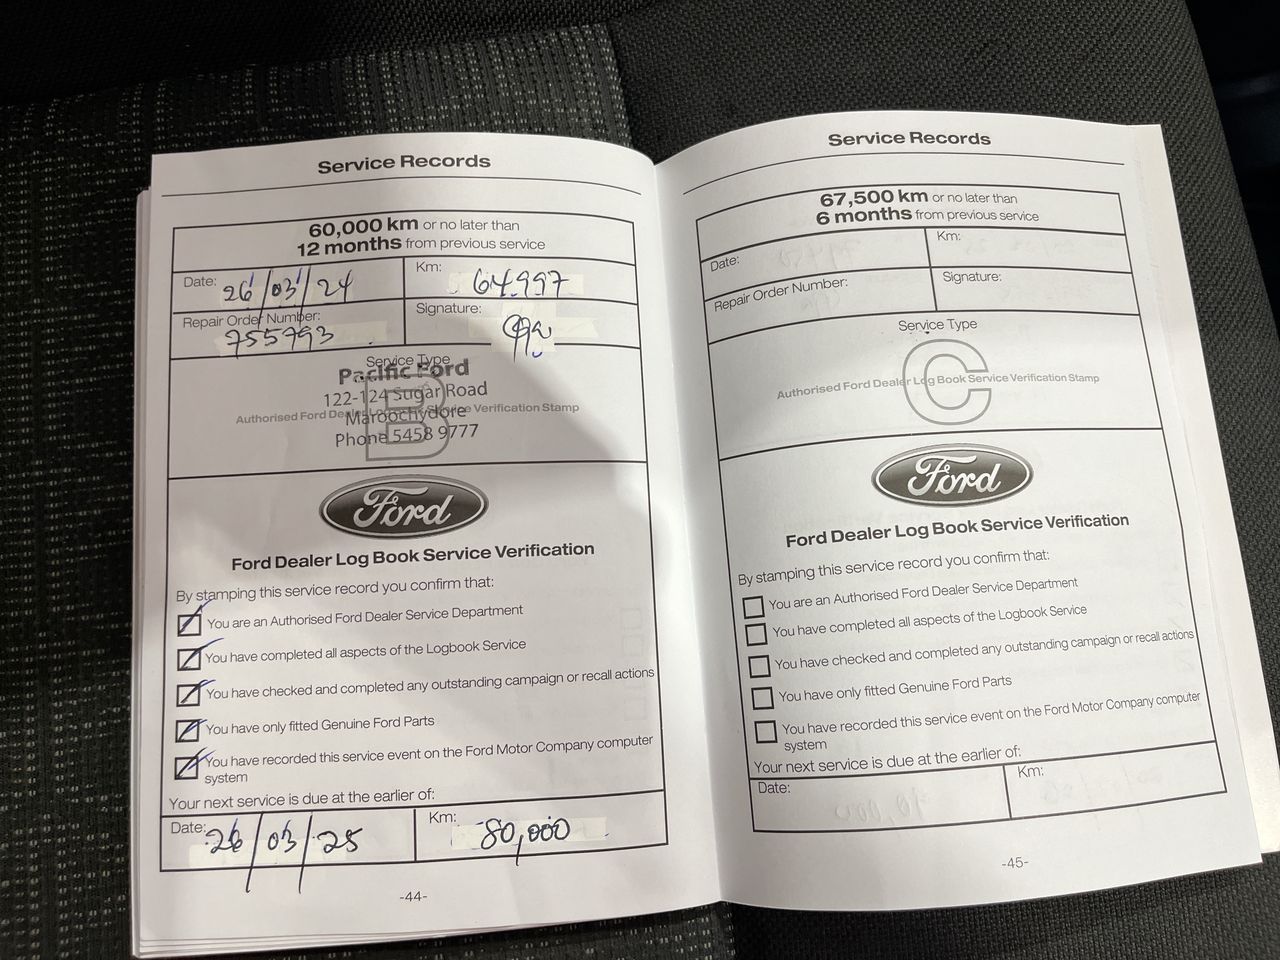 Service Records
60,000 km or no later than
12 months from previous service
Date: 26/03/24
Km: 64,997
Repair Order Number: 755793
Signature:
Service Type
B
Authorised Ford Dealer Log Book Service Verification Stamp
Pacific Ford
122-124 Sugar Road
Maroochydore
Phone 5458 9777
Ford
Ford Dealer Log Book Service Verification
By stamping this service record you confirm that:
You are an Authorised Ford Dealer Service Department
You have completed all aspects of the Logbook Service
You have checked and completed any outstanding campaign or recall actions
You have only fitted Genuine Ford Parts
You have recorded this service event on the Ford Motor Company computer
system
Your next service is due at the earlier of:
Date: 26/03/25
Km: 80,000
-44-
Service Records
67,500 km or no later than
6 months from previous service
Date:
Km:
Repair Order Number:
Signature:
Service Type
C
Authorised Ford Dealer Log Book Service Verification Stamp
Ford
Ford Dealer Log Book Service Verification
By stamping this service record you confirm that:
You are an Authorised Ford Dealer Service Department
You have completed all aspects of the Logbook Service
You have checked and completed any outstanding campaign or recall actions
You have only fitted Genuine Ford Parts
You have recorded this service event on the Ford Motor Company computer
system
Your next service is due at the earlier of:
Date:
Km:
-45-